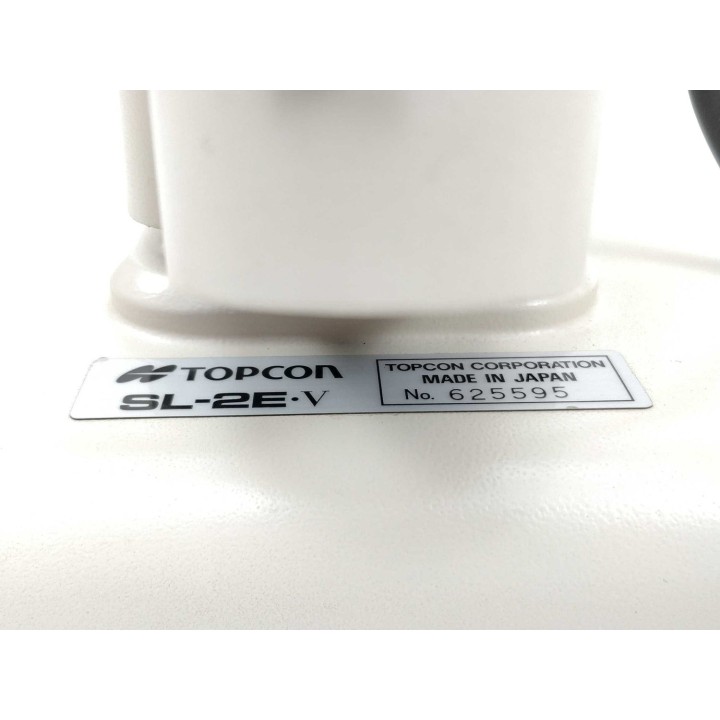 TOPCON
SL-2E·V
TOPCON CORPORATION
MADE IN JAPAN
No. 625595